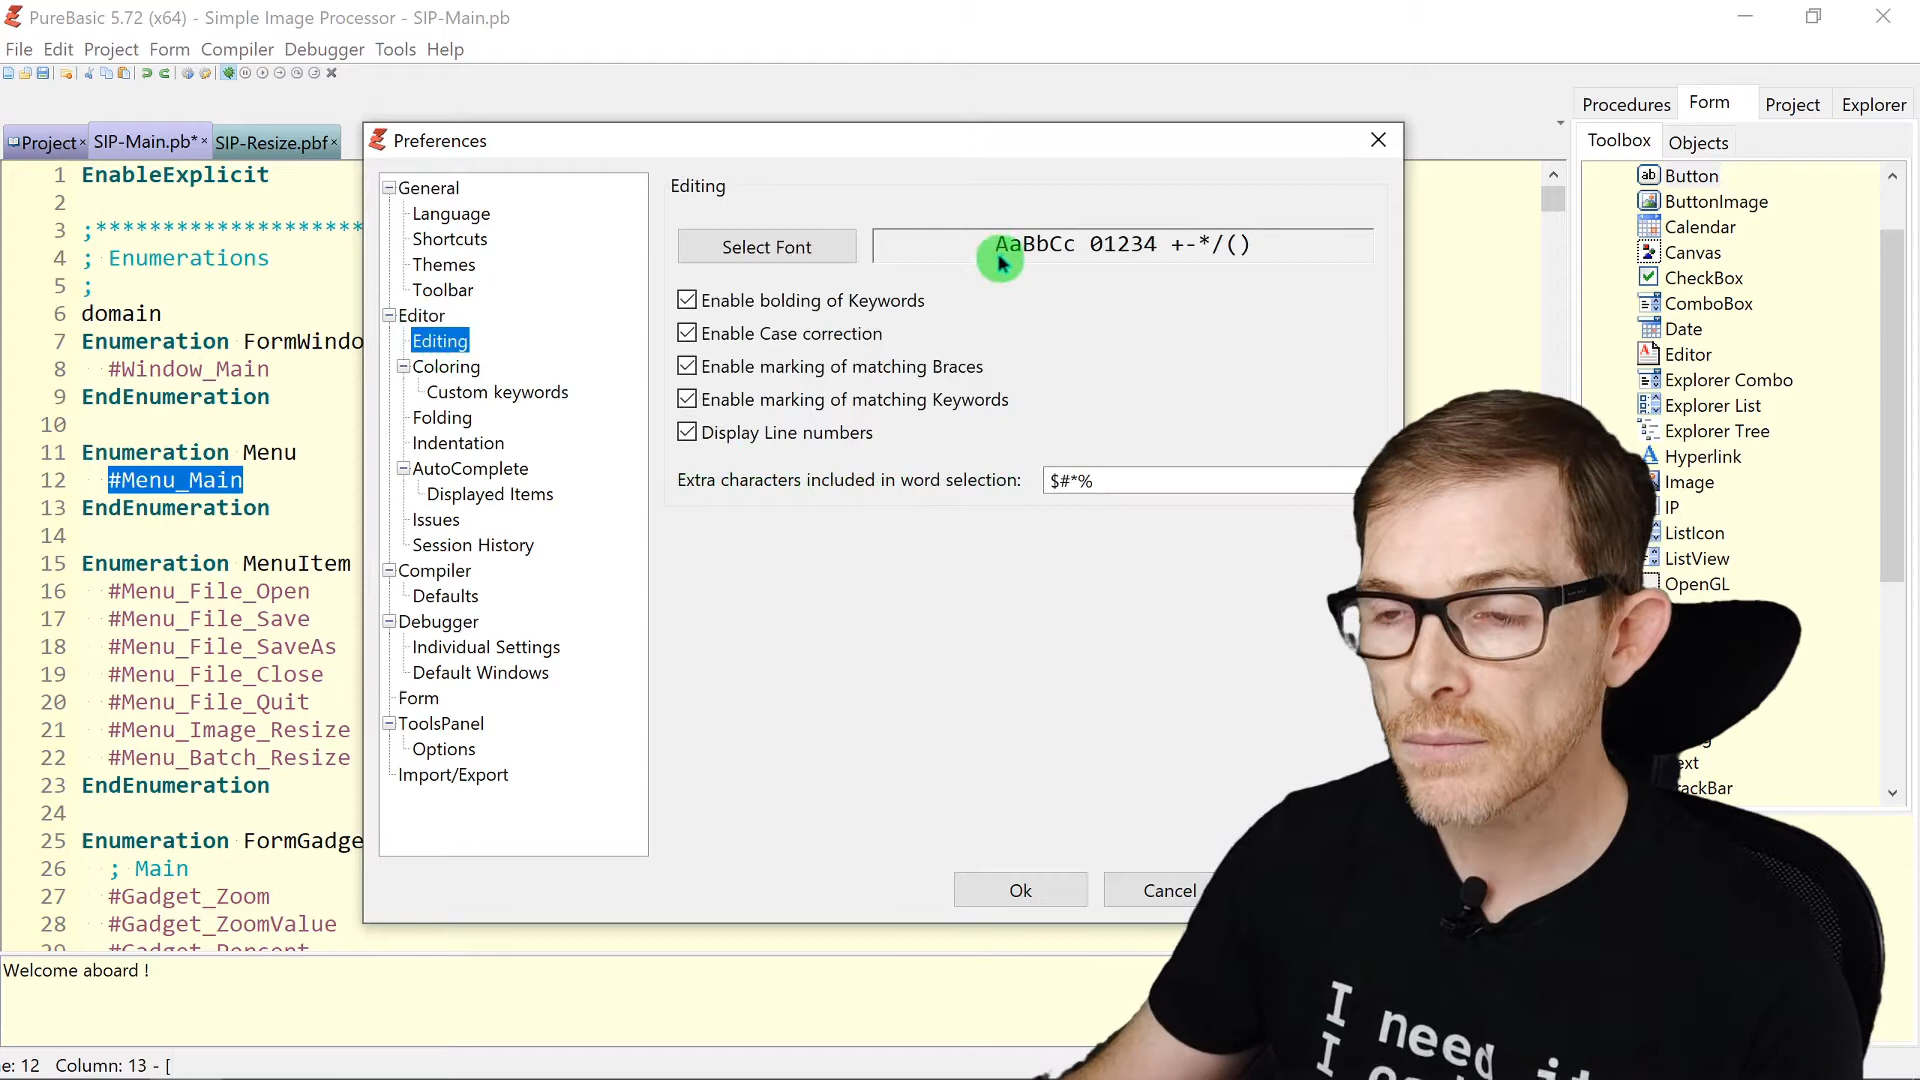 PureBasic 5.72 (x64) - Simple Image Processor - SIP-Main.pb
File Edit Project Form Compiler Debugger Tools Help
Procedures Form Project Explorer
Project × SIP-Main.pb* × SIP-Resize.pbf ×
Toolbox Objects
1 EnableExplicit
2
3 ;*********************
4 ; Enumerations
5 ;
6 domain
7 Enumeration FormWindo
8 #Window_Main
9 EndEnumeration
10
11 Enumeration Menu
12 #Menu_Main
13 EndEnumeration
14
15 Enumeration MenuItem
16 #Menu_File_Open
17 #Menu_File_Save
18 #Menu_File_SaveAs
19 #Menu_File_Close
20 #Menu_File_Quit
21 #Menu_Image_Resize
22 #Menu_Batch_Resize
23 EndEnumeration
24
25 Enumeration FormGadge
26 ; Main
27 #Gadget_Zoom
28 #Gadget_ZoomValue
29 #Gadget_Percent
Preferences
General
Language
Shortcuts
Themes
Toolbar
Editor
Editing
Coloring
Custom keywords
Folding
Indentation
AutoComplete
Displayed Items
Issues
Session History
Compiler
Defaults
Debugger
Individual Settings
Default Windows
Form
ToolsPanel
Options
Import/Export
Editing
Select Font
AaBbCc 01234 +-*/()
Enable bolding of Keywords
Enable Case correction
Enable marking of matching Braces
Enable marking of matching Keywords
Display Line numbers
Extra characters included in word selection: $#*%
Ok Cancel
Button
ButtonImage
Calendar
Canvas
CheckBox
ComboBox
Date
Editor
Explorer Combo
Explorer List
Explorer Tree
Hyperlink
Image
IP
ListIcon
ListView
OpenGL
ext
rackBar
Welcome aboard !
ne: 12 Column: 13 - [
I need it
I